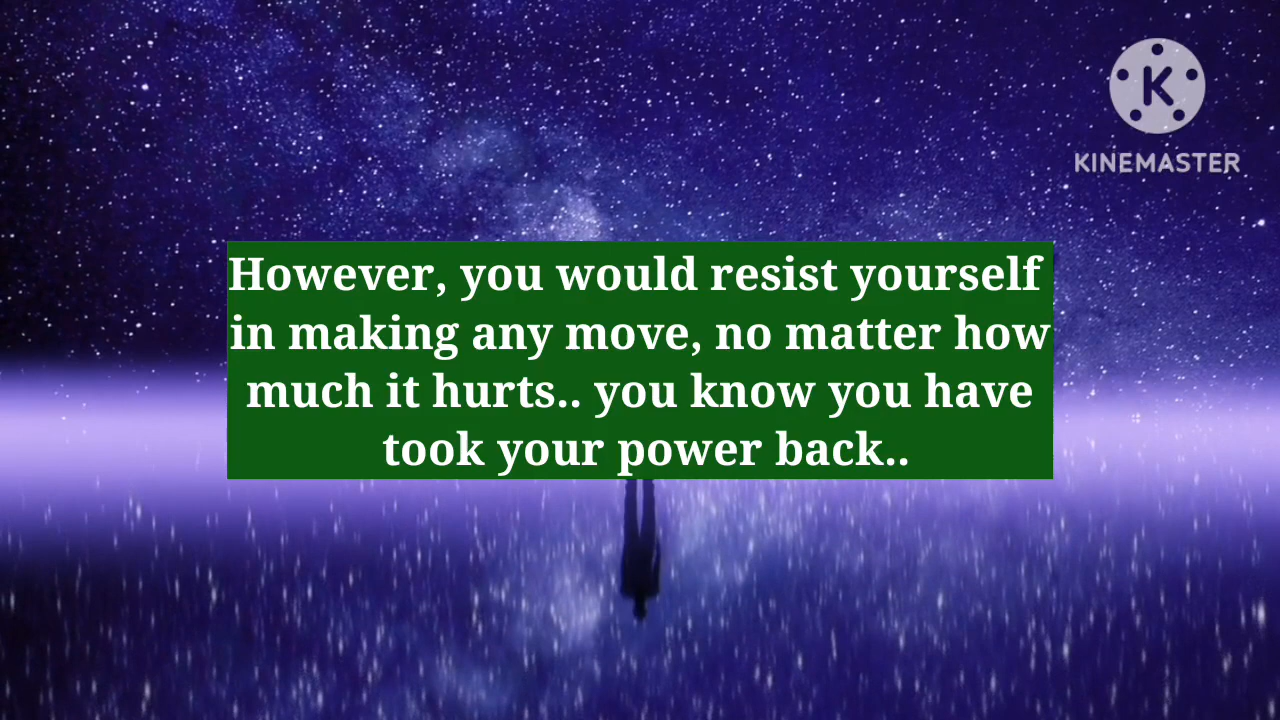 K
KINEMASTER
However, you would resist yourself
in making any move, no matter how
much it hurts.. you know you have
took your power back..